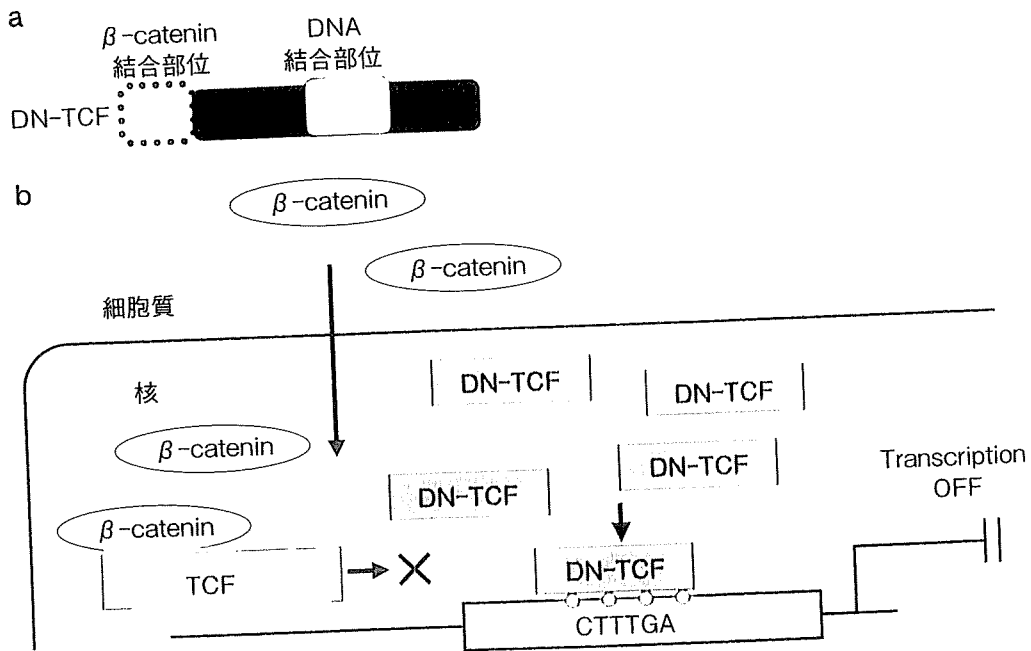 a
β-catenin
結合部位
DNA
結合部位
DN-TCF
b
β-catenin
β-catenin
細胞質
核
DN-TCF
DN-TCF
β-catenin
DN-TCF
DN-TCF
Transcription
OFF
β-catenin
TCF
DN-TCF
CTTTGA